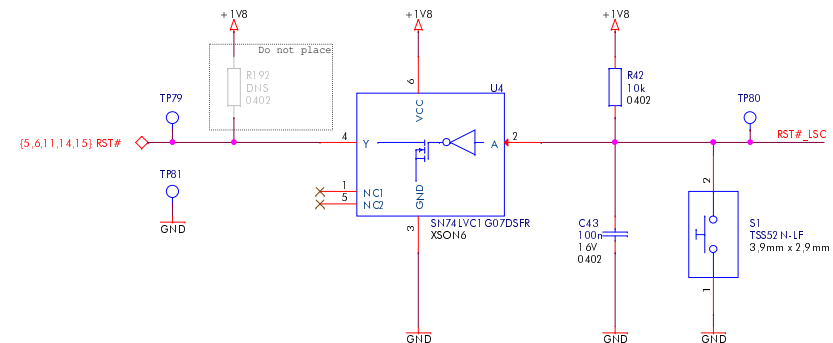 +1V8
+1V8
+1V8
Do not place
R192
DNS
0402
TP79
{5,6,11,14,15} RST#
TP81
GND
4
1
5
6
U4
VCC
Y
A
NC1
NC2
GND
2
3
SN74LVC1G07DSFR
XSON6
GND
R42
10k
0402
C43
100n
16V
0402
GND
TP80
RST#_LSC
2
S1
TSS52N-LF
3,9mm x 2,9mm
1
GND